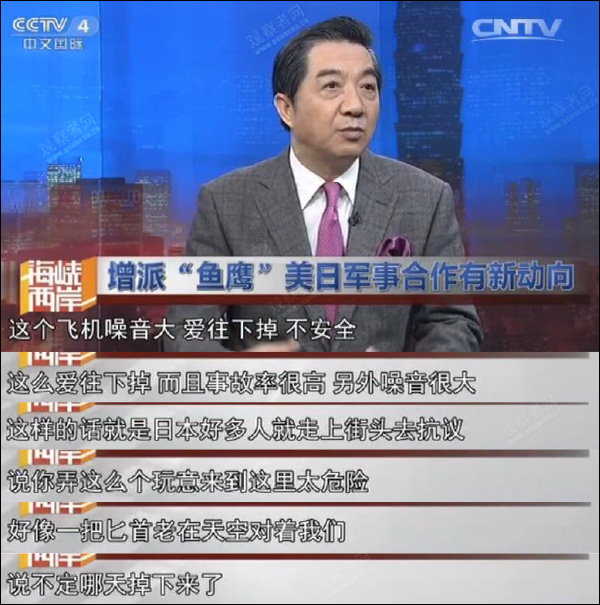 CCTV 4
中文国际
CNTV
观察者网
海峡
两岸
增派“鱼鹰”美日军事合作有新动向
这个飞机噪音大 爱往下掉 不安全
这么爱往下掉 而且事故率很高 另外噪音很大
这样的话就是日本好多人就走上街头去抗议
说你弄这么个玩意来到这里太危险
好像一把匕首老在天空对着我们
说不定哪天掉下来了